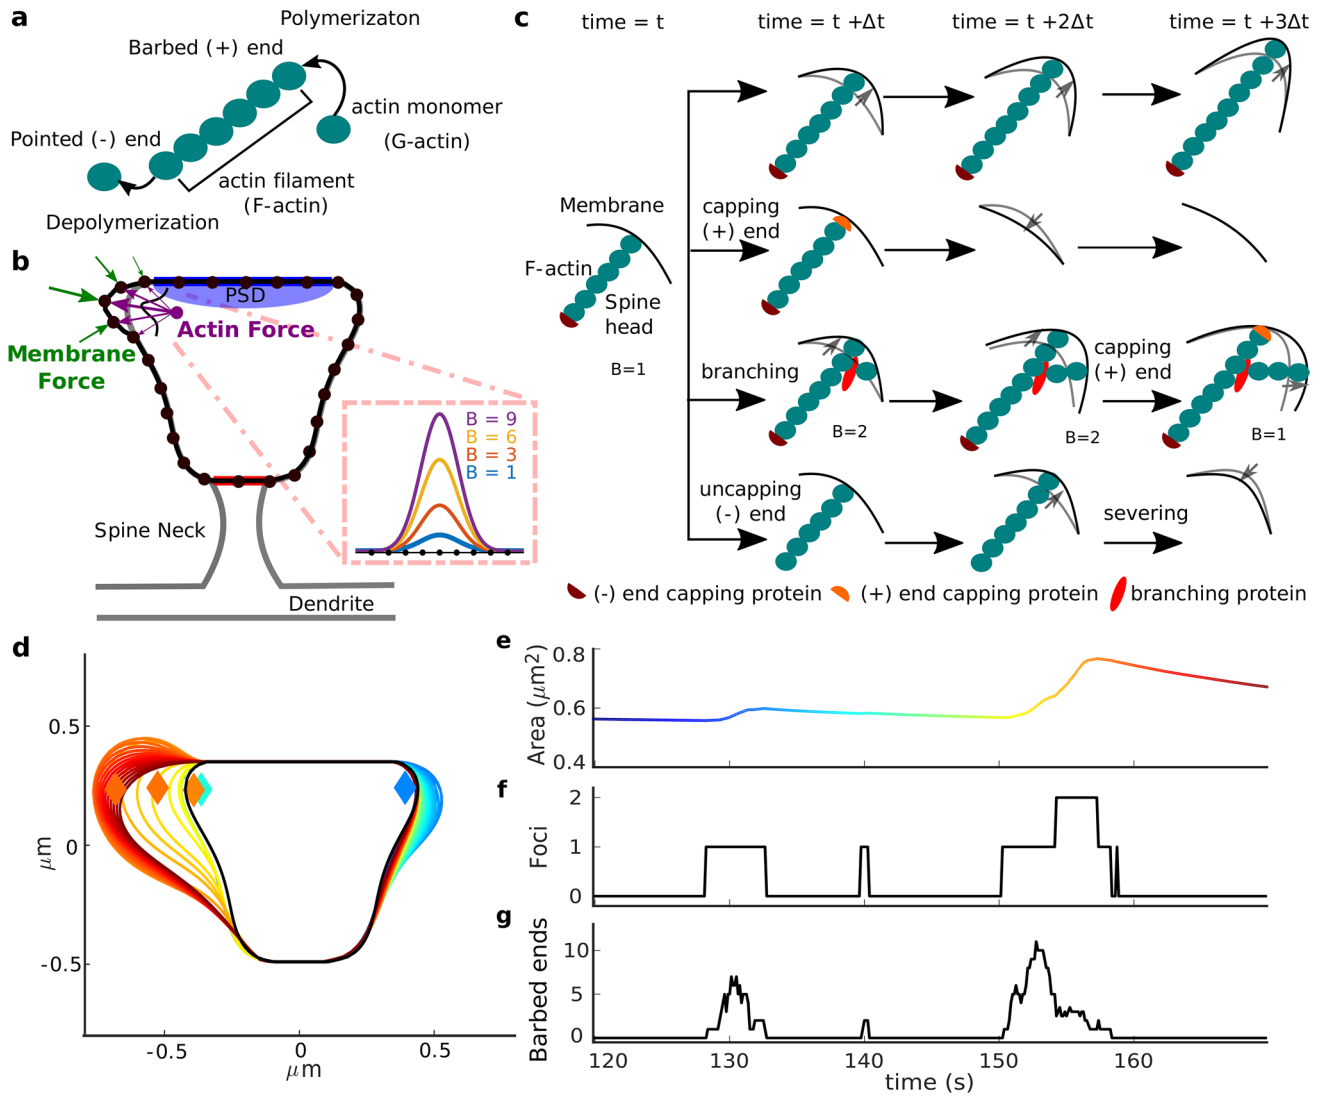 a
Polymerizaton
Barbed (+) end
actin monomer
(G-actin)
Pointed (-) end
actin filament
(F-actin)
Depolymerization
b
PSD
Actin Force
Membrane
Force
B = 9
B = 6
B = 3
B = 1
Spine Neck
Dendrite
c
time = t
time = t +Δt
time = t +2Δt
time = t +3Δt
Membrane
F-actin
Spine
head
B=1
capping
(+) end
branching
B=2
B=2
capping
(+) end
B=1
uncapping
(-) end
severing
(-) end capping protein
(+) end capping protein
branching protein
d
0.5
0
-0.5
μm
-0.5
0
0.5
μm
e
Area (μm²)
0.8
0.6
0.4
f
Foci
2
1
0
g
Barbed ends
10
5
0
120
130
140
150
160
time (s)